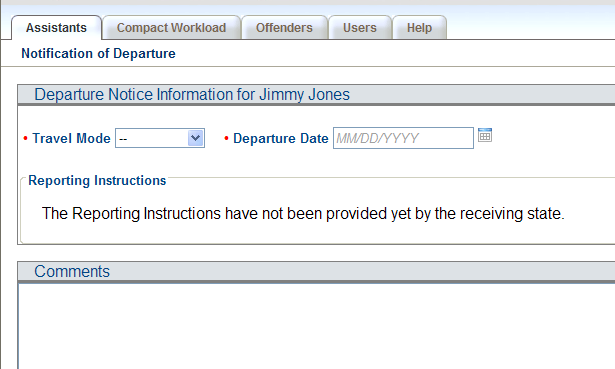 Assistants Compact Workload Offenders Users Help
Notification of Departure
Departure Notice Information for Jimmy Jones
• Travel Mode -- • Departure Date MM/DD/YYYY
Reporting Instructions
The Reporting Instructions have not been provided yet by the receiving state.
Comments